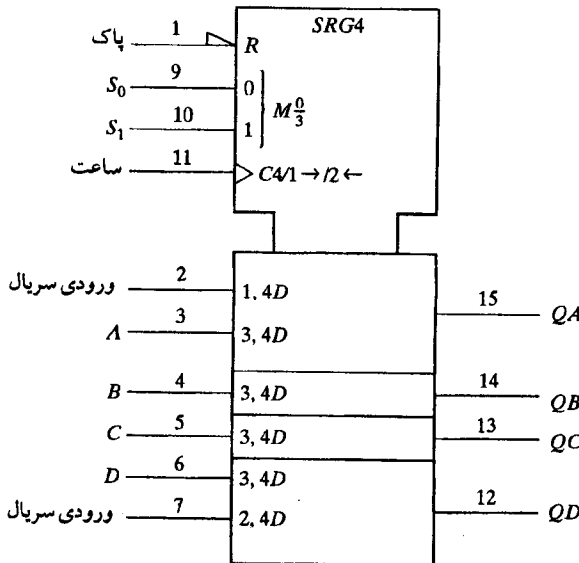 SRG4
پاک 1 R
S₀ 9 0
S₁ 10 1
M 0/3
ساعت 11 C4/1 → /2 ←
ورودی سریال 2 1, 4D
A 3 3, 4D
15 QA
B 4 3, 4D
14 QB
C 5 3, 4D
13 QC
D 6 3, 4D
ورودی سریال 7 2, 4D
12 QD